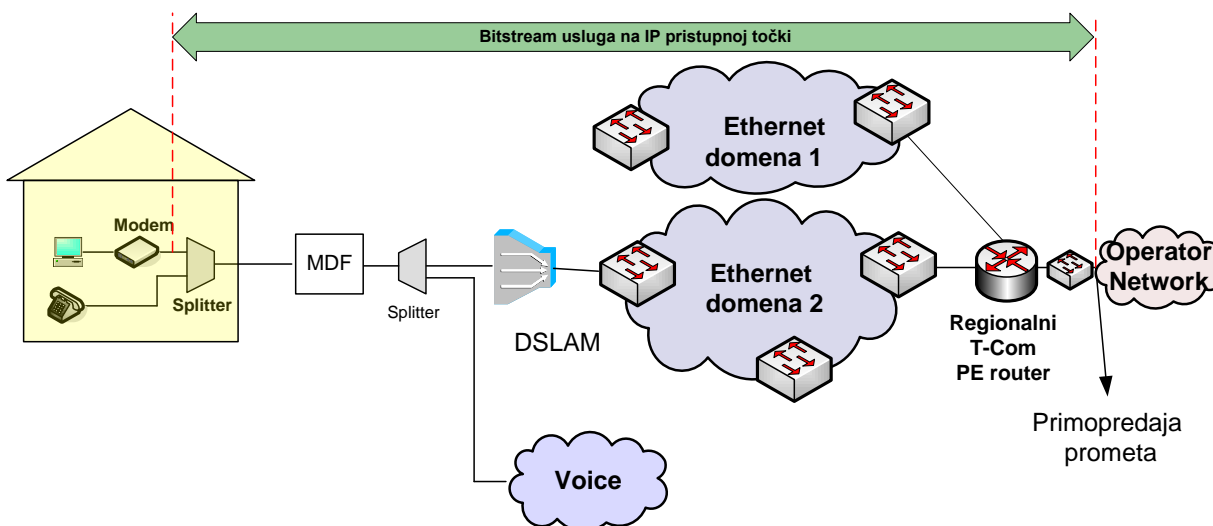 Bitstream usluga na IP pristupnoj točki
Ethernet
domena 1
Modem
Splitter
MDF
Splitter
DSLAM
Ethernet
domena 2
Regionalni
T-Com
PE router
Operator
Network
Primopredaja
prometa
Voice